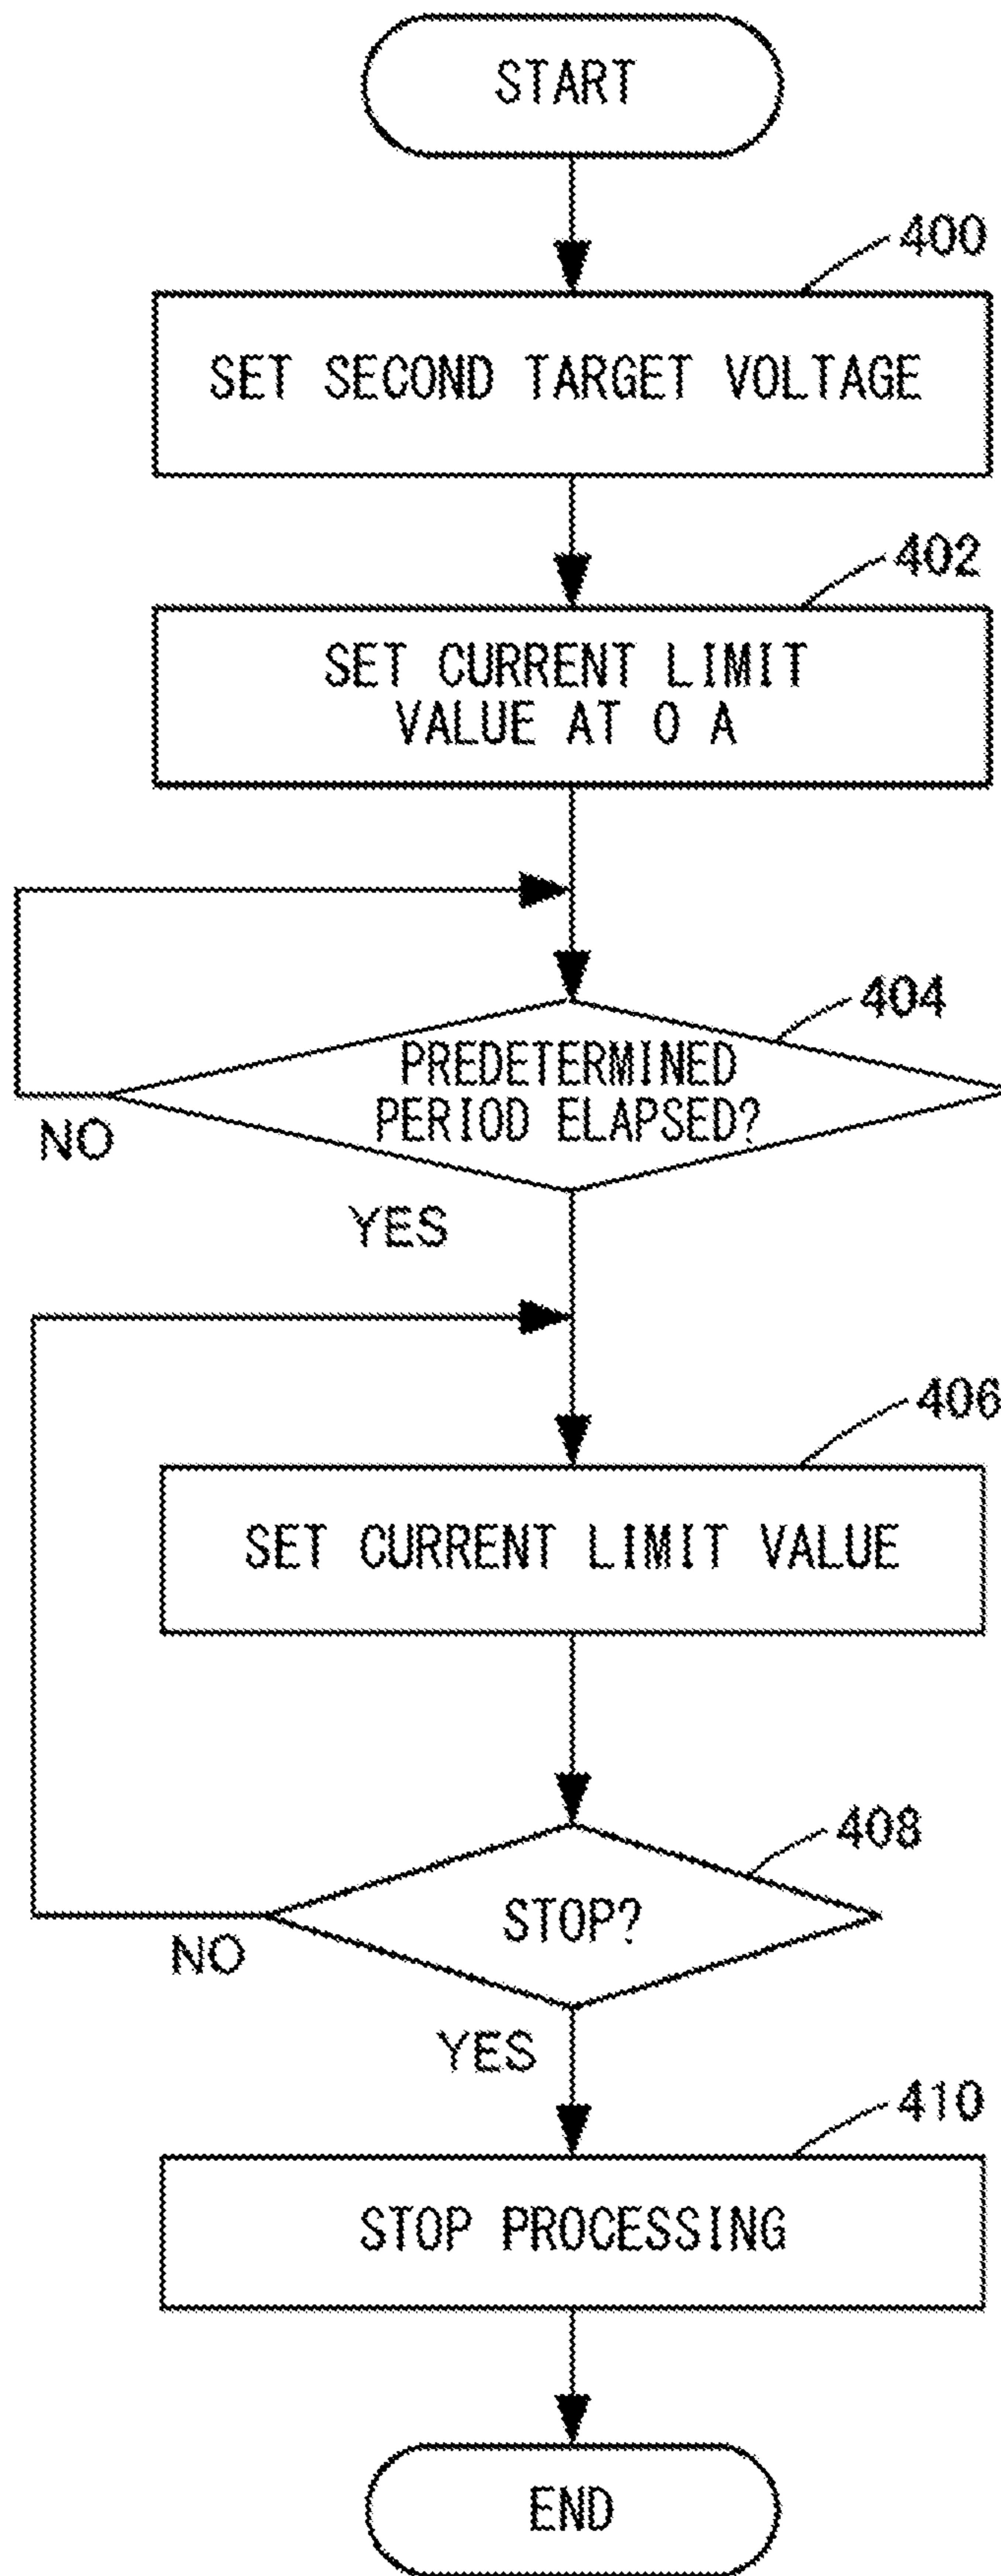 START
400
SET SECOND TARGET VOLTAGE
402
SET CURRENT LIMIT
VALUE AT 0 A
404
PREDETERMINED
PERIOD ELAPSED?
NO
YES
406
SET CURRENT LIMIT VALUE
408
STOP?
NO
YES
410
STOP PROCESSING
END